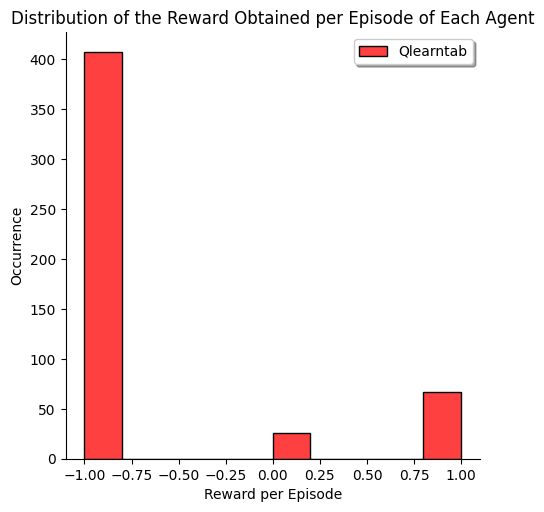 Distribution of the Reward Obtained per Episode of Each Agent
Qlearntab
400
350
300
250
200
150
100
50
0
Occurrence
−1.00 −0.75 −0.50 −0.25 0.00 0.25 0.50 0.75 1.00
Reward per Episode